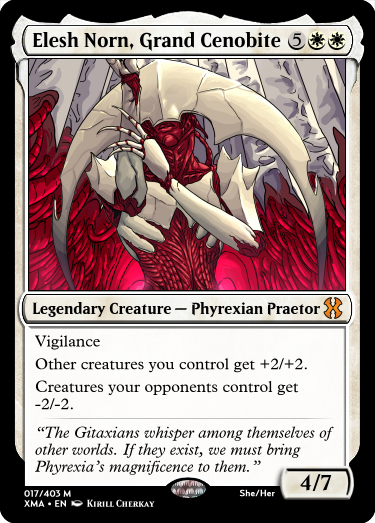 Elesh Norn, Grand Cenobite 5
Legendary Creature — Phyrexian Praetor
Vigilance
Other creatures you control get +2/+2.
Creatures your opponents control get
-2/-2.
“The Gitaxians whisper among themselves of
other worlds. If they exist, we must bring
Phyrexia’s magnificence to them.”
4/7
017/403 M
XMA • EN Kirill Cherkay
She/Her